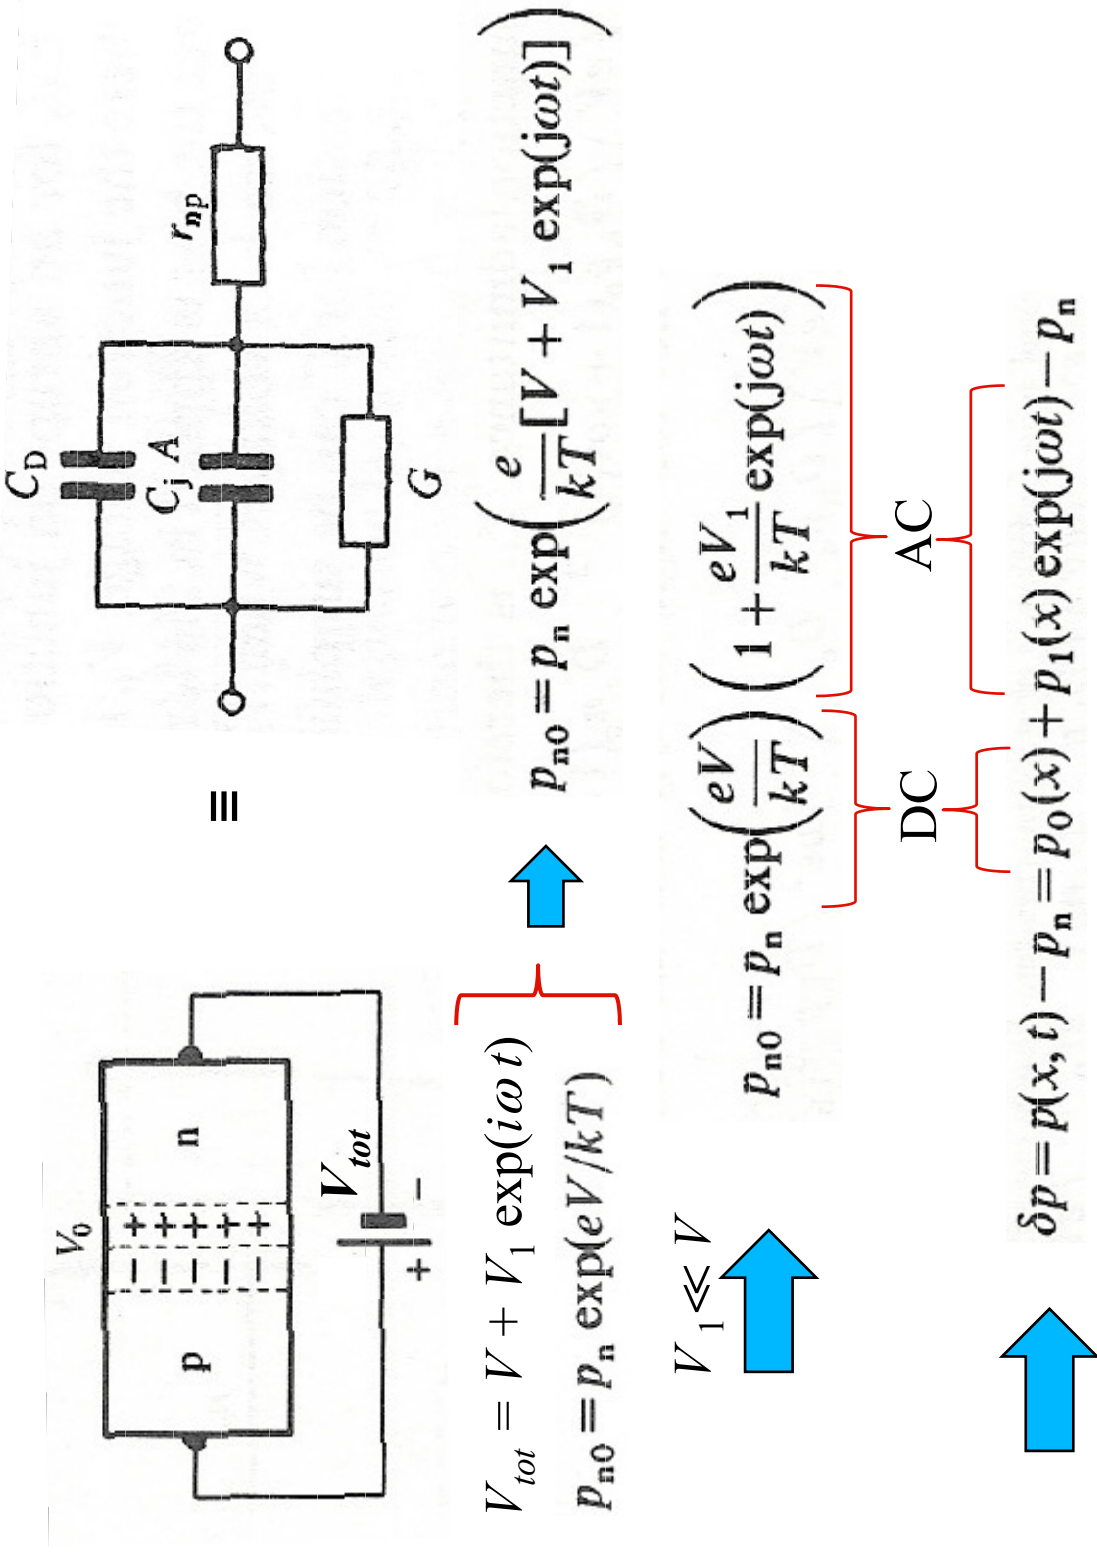 V₀
p − − − − − + + + + + n
V_tot
+ −
≡
C_D
C_j A
G
r_np
V_tot = V + V₁ exp(iω t)
p_n0 = p_n exp(eV/kT)
p_n0 = p_n exp(e/kT [V + V₁ exp(jωt)])
V₁ ≪ V
p_n0 = p_n exp(eV/kT) (1 + eV₁/kT exp(jωt))
DC AC
δp = p(x, t) − p_n = p₀(x) + p₁(x) exp(jωt) − p_n